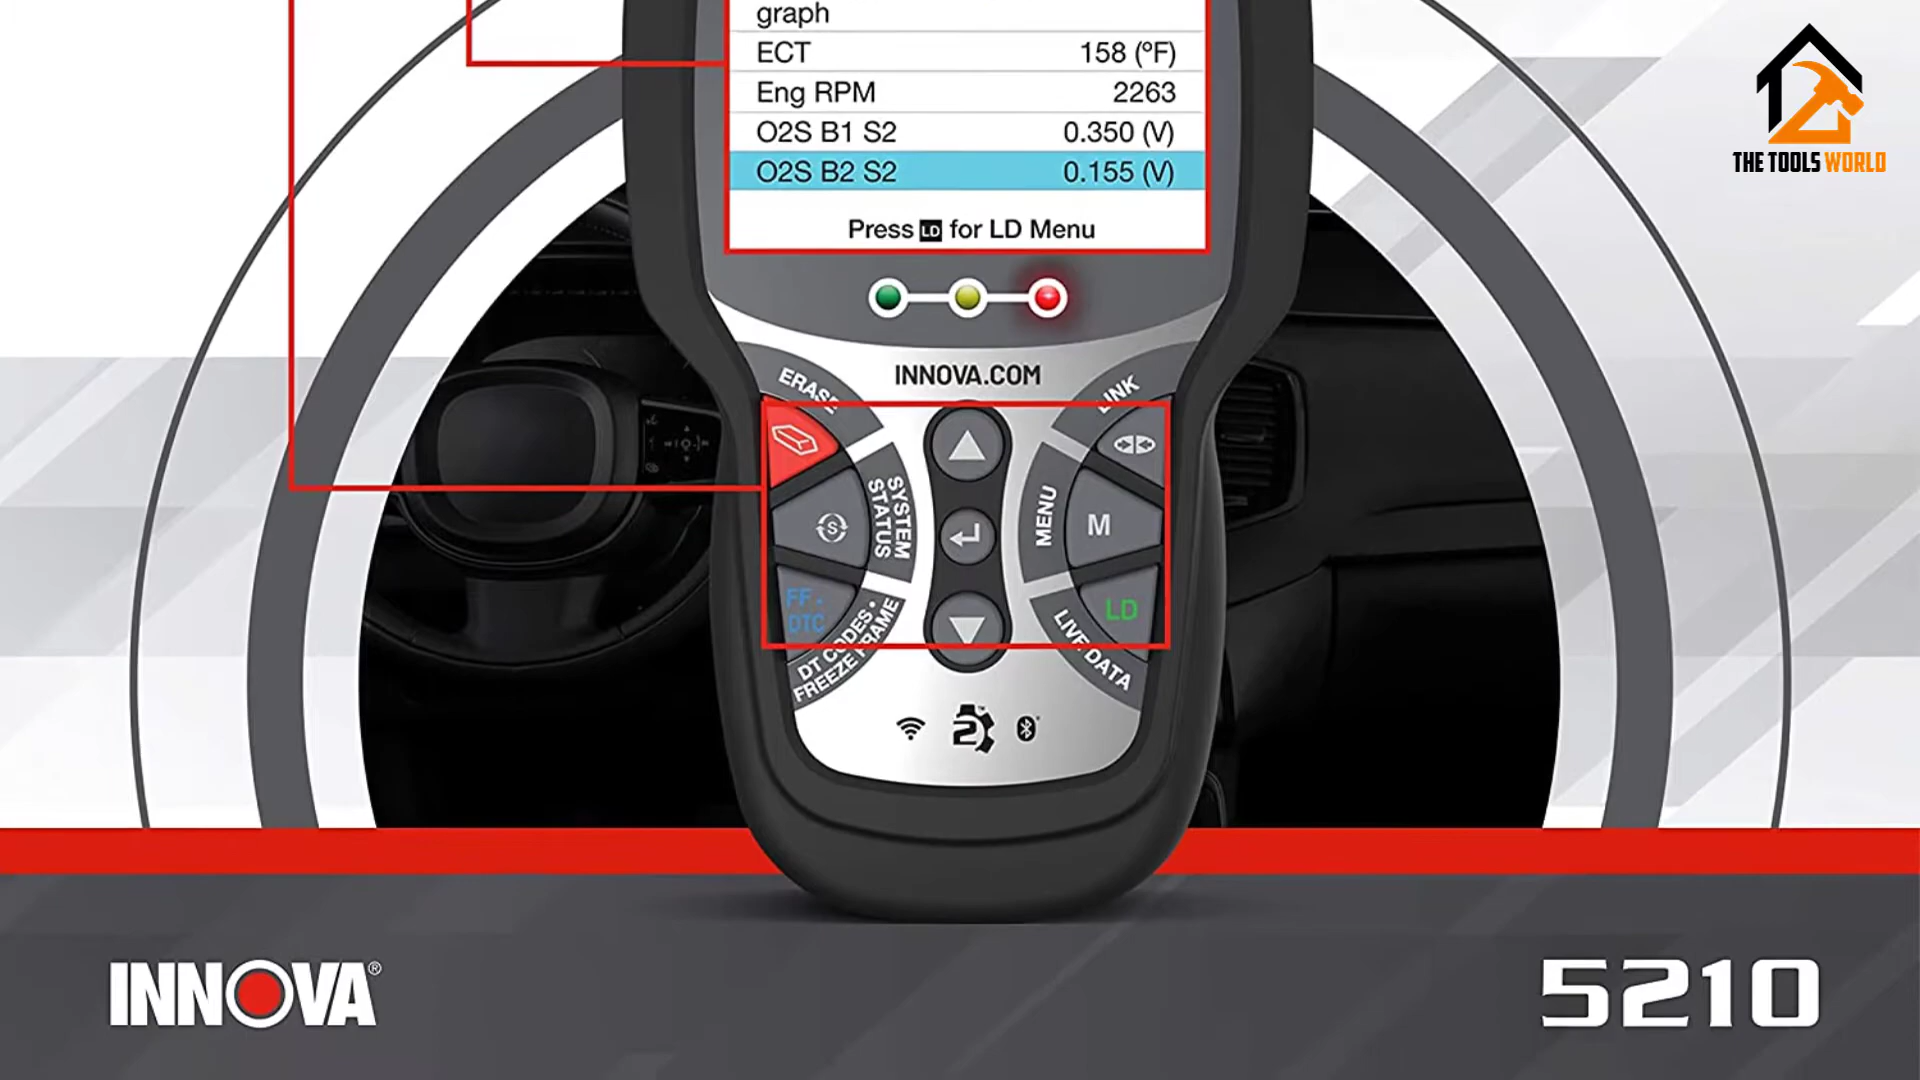 graph
ECT 158 (ºF)
Eng RPM 2263
O2S B1 S2 0.350 (V)
O2S B2 S2 0.155 (V)
Press LD for LD Menu
THE TOOLS WORLD
INNOVA.COM
ERASE
LINK
SYSTEM
STATUS
S
MENU
M
FF -
DTC
LD
DT CODES •
FREEZE FRAME
LIVE DATA
2
INNOVA®
5210